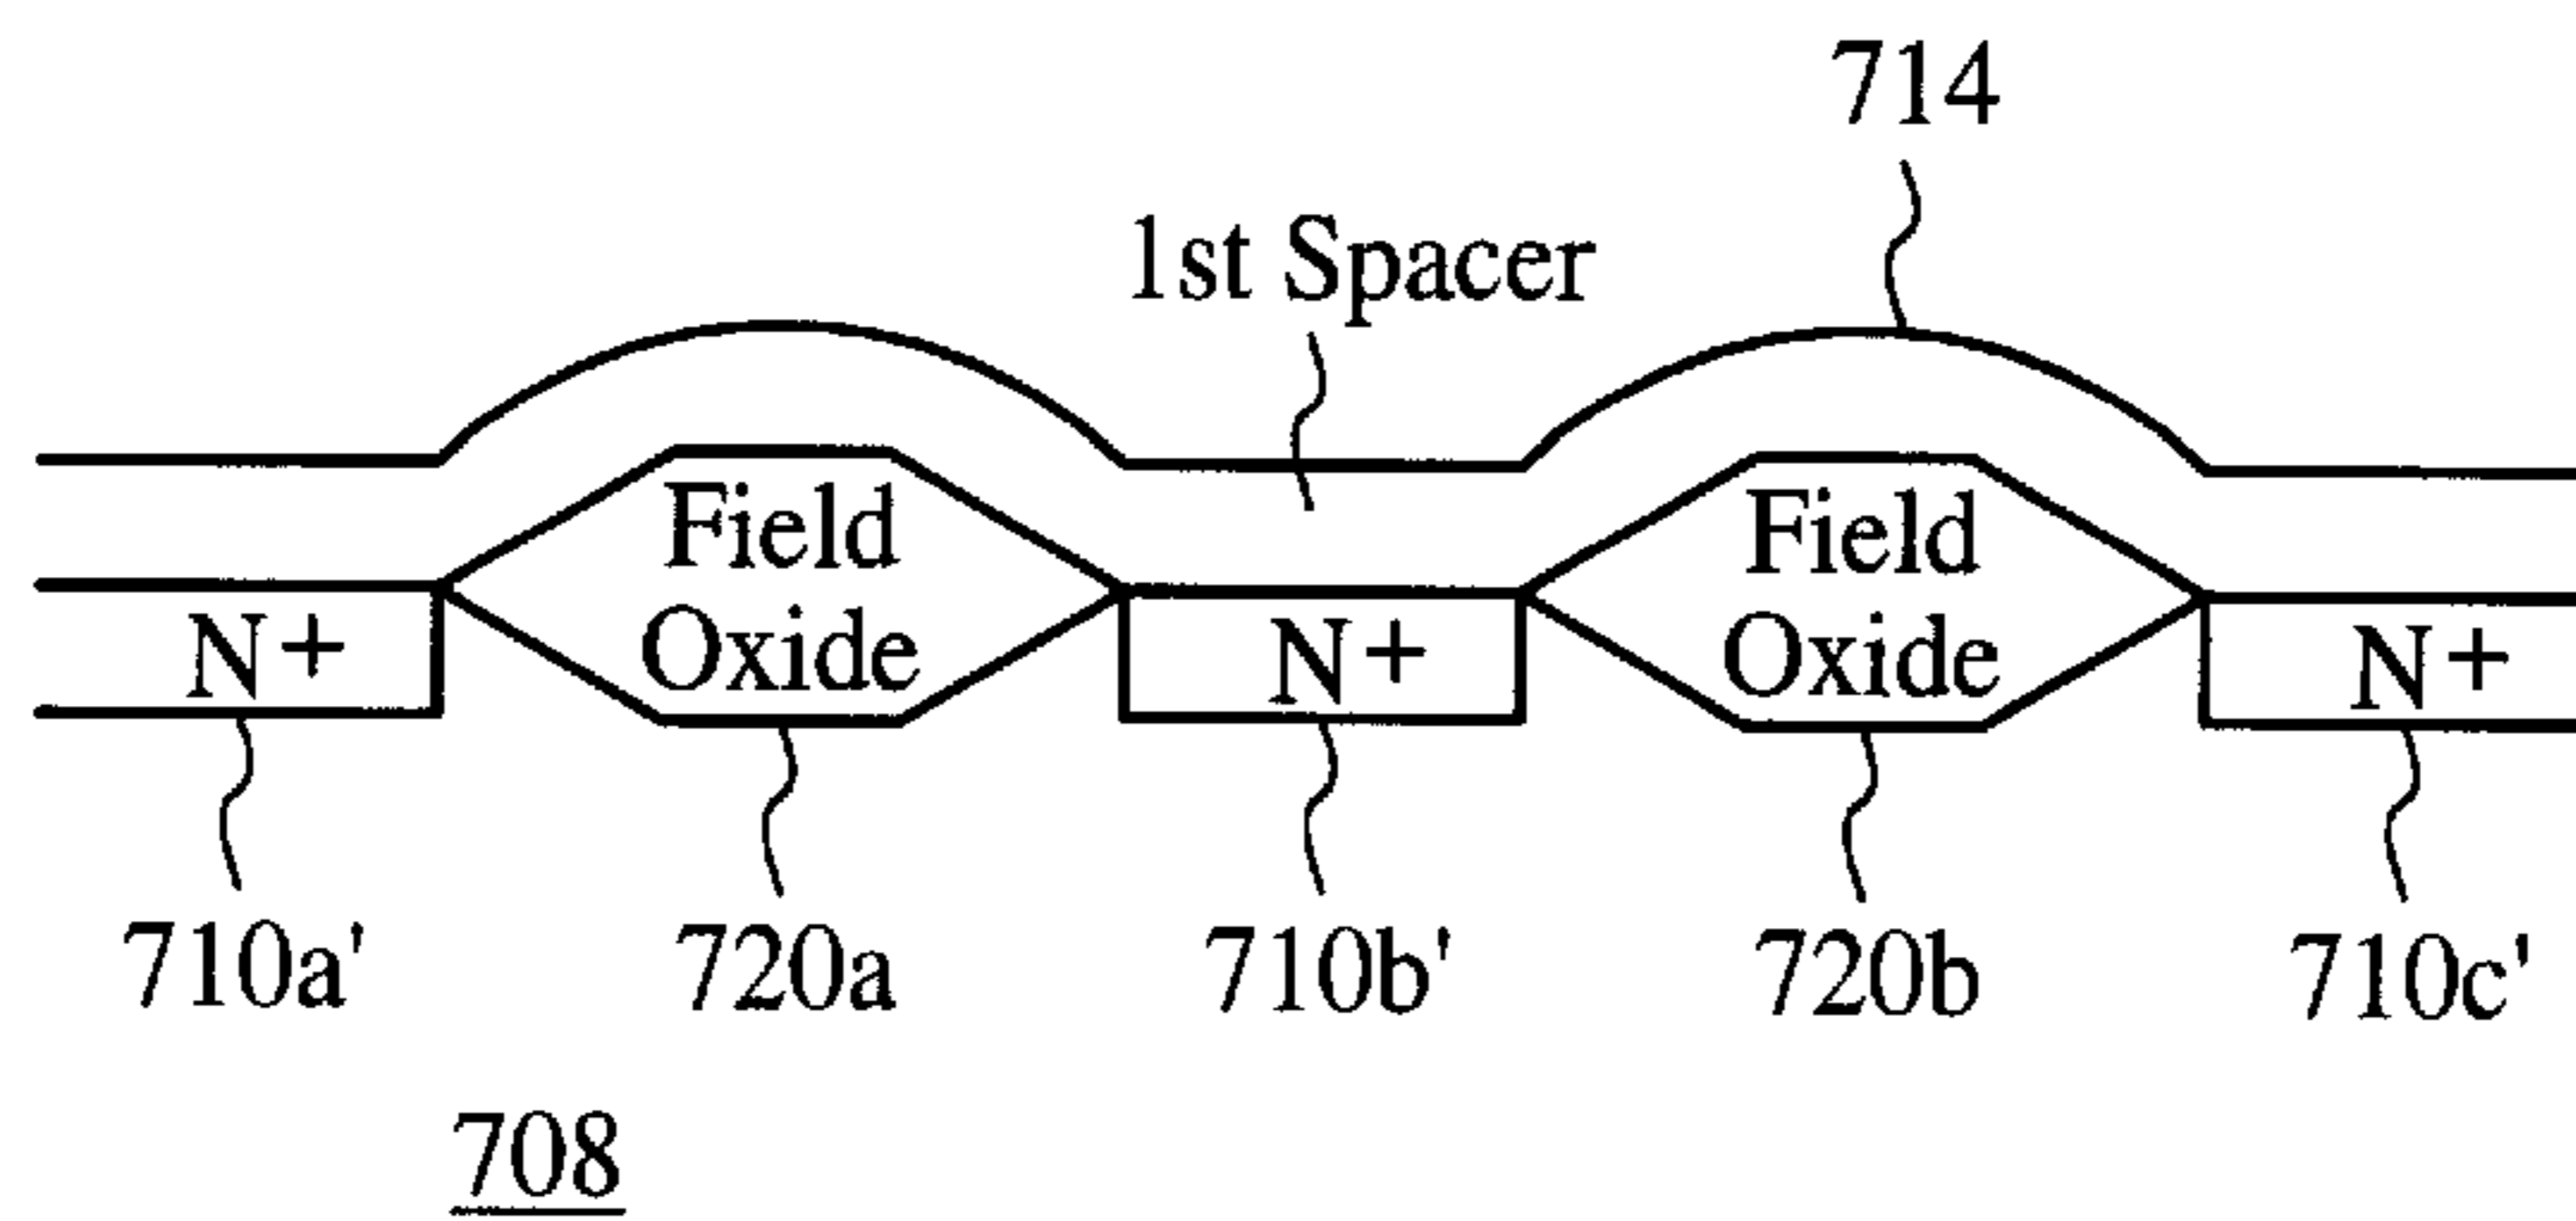 714
1st Spacer
Field
Oxide
Field
Oxide
N+
N+
N+
710a'
720a
710b'
720b
710c'
708